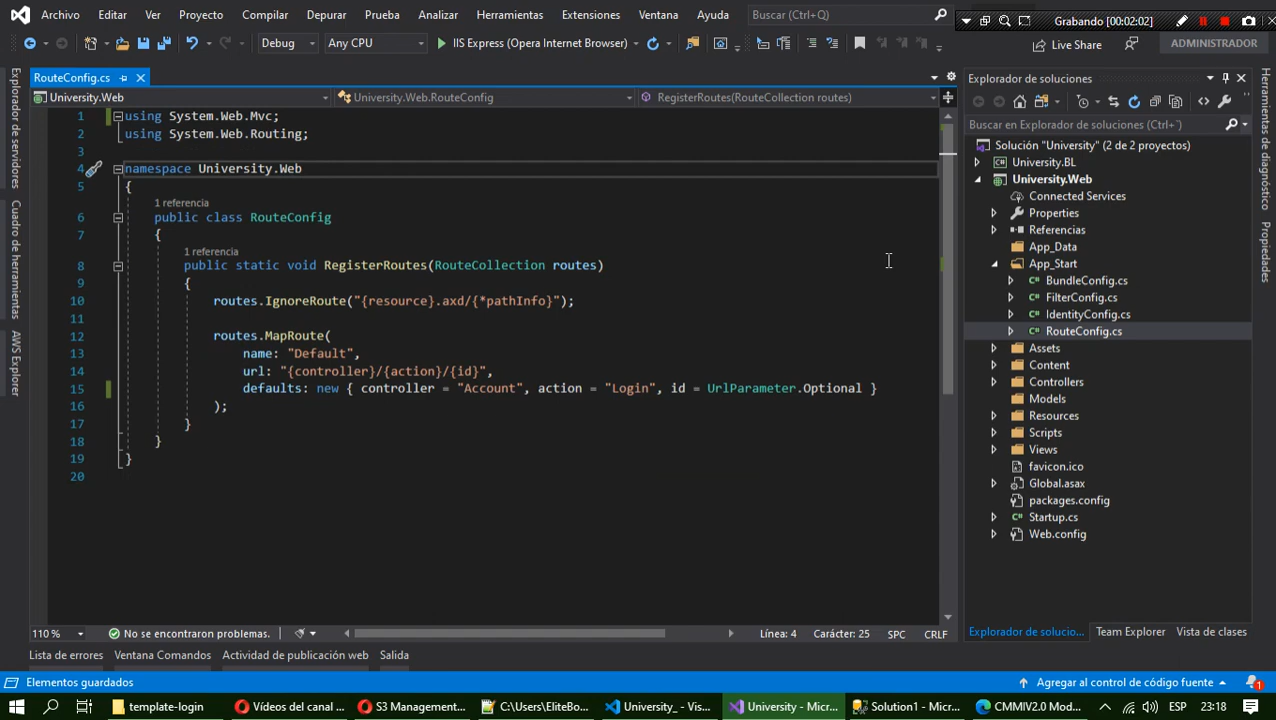 Archivo Editar Ver Proyecto Compilar Depurar Prueba Analizar Herramientas Extensiones Ventana Ayuda Buscar (Ctrl+Q)
Grabando [00:02:02]
Debug Any CPU IIS Express (Opera Internet Browser) Live Share ADMINISTRADOR
RouteConfig.cs
University.Web University.Web.RouteConfig RegisterRoutes(RouteCollection routes)
1 using System.Web.Mvc;
2 using System.Web.Routing;
3
4 namespace University.Web
5 {
1 referencia
6 public class RouteConfig
7 {
1 referencia
8 public static void RegisterRoutes(RouteCollection routes)
9 {
10 routes.IgnoreRoute("{resource}.axd/{*pathInfo}");
11
12 routes.MapRoute(
13 name: "Default",
14 url: "{controller}/{action}/{id}",
15 defaults: new { controller = "Account", action = "Login", id = UrlParameter.Optional }
16 );
17 }
18 }
19 }
20
110 % No se encontraron problemas. Línea: 4 Carácter: 25 SPC CRLF
Explorador de servidores
Cuadro de herramientas
AWS Explorer
Explorador de soluciones
Buscar en Explorador de soluciones (Ctrl+´)
Solución "University" (2 de 2 proyectos)
University.BL
University.Web
Connected Services
Properties
Referencias
App_Data
App_Start
BundleConfig.cs
FilterConfig.cs
IdentityConfig.cs
RouteConfig.cs
Assets
Content
Controllers
Models
Resources
Scripts
Views
favicon.ico
Global.asax
packages.config
Startup.cs
Web.config
Explorador de solucio... Team Explorer Vista de clases
Herramientas de diagnóstico
Propiedades
Lista de errores Ventana Comandos Actividad de publicación web Salida
Elementos guardados Agregar al control de código fuente 1
template-login Vídeos del canal ... S3 Management... C:\Users\EliteBo... University_ - Vis... University - Micr... Solution1 - Micr... CMMIV2.0 Mod... ESP 23:18